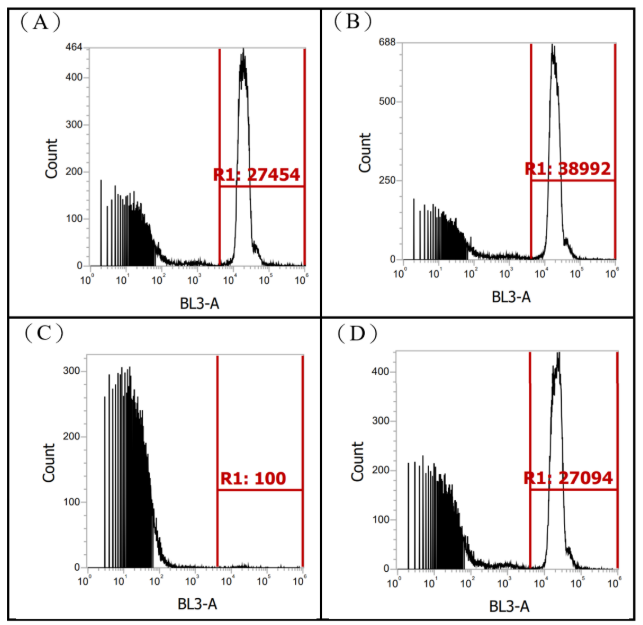 (A)
464
400
300
200
100
0
Count
R1: 27454
10⁰ 10¹ 10² 10³ 10⁴ 10⁵ 10⁶
BL3-A
(B)
688
500
250
0
Count
R1: 38992
10⁰ 10¹ 10² 10³ 10⁴ 10⁵ 10⁶
BL3-A
(C)
300
200
100
0
Count
R1: 100
10⁰ 10¹ 10² 10³ 10⁴ 10⁵ 10⁶
BL3-A
(D)
400
300
200
100
0
Count
R1: 27094
10⁰ 10¹ 10² 10³ 10⁴ 10⁵ 10⁶
BL3-A